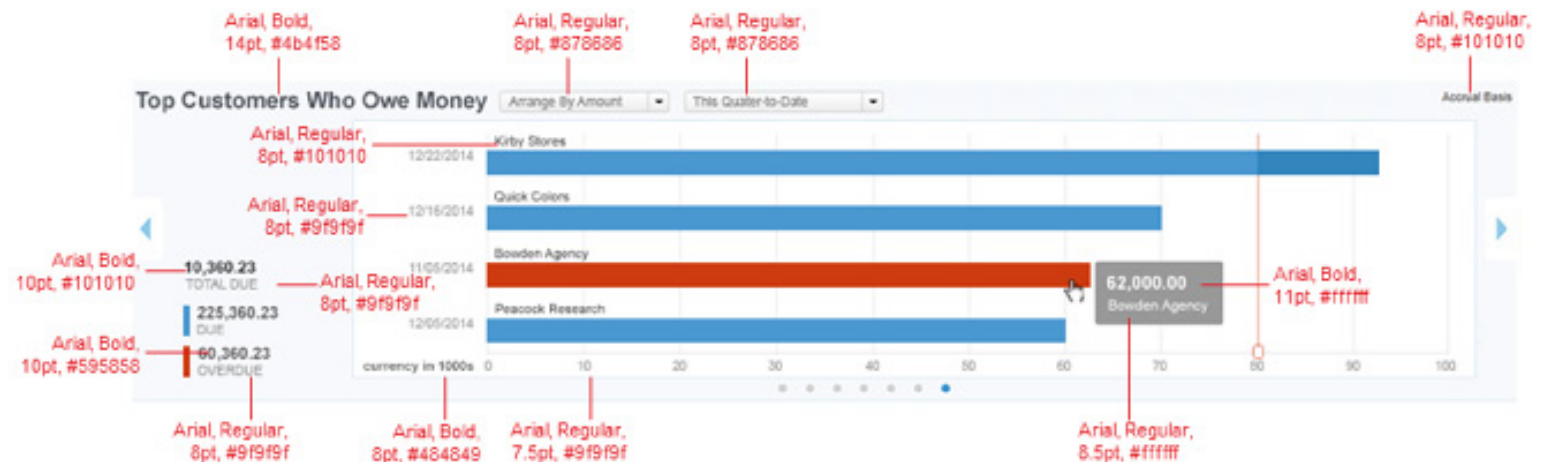 Arial, Bold,
14pt, #4b4f58
Arial, Regular,
8pt, #878686
Arial, Regular,
8pt, #878686
Arial, Regular,
8pt, #101010
Top Customers Who Owe Money
Arrange By Amount
This Quater-to-Date
Accrual Basis
Arial, Regular,
8pt, #101010
Kirby Stores
12/22/2014
Arial, Regular,
8pt, #9f9f9f
Quick Colors
12/16/2014
Arial, Bold,
10pt, #101010
10,360.23
TOTAL DUE
Arial, Regular,
8pt, #9f9f9f
Bowden Agency
11/05/2014
62,000.00
Bowden Agency
Arial, Bold,
11pt, #ffffff
225,360.23
DUE
Peacock Research
12/05/2014
Arial, Bold,
10pt, #595858
60,360.23
OVERDUE
currency in 1000s 0 10 20 30 40 50 60 70 80 90 100
Arial, Regular,
8pt, #9f9f9f
Arial, Bold,
8pt, #484849
Arial, Regular,
7.5pt, #9f9f9f
Arial, Regular,
8.5pt, #ffffff